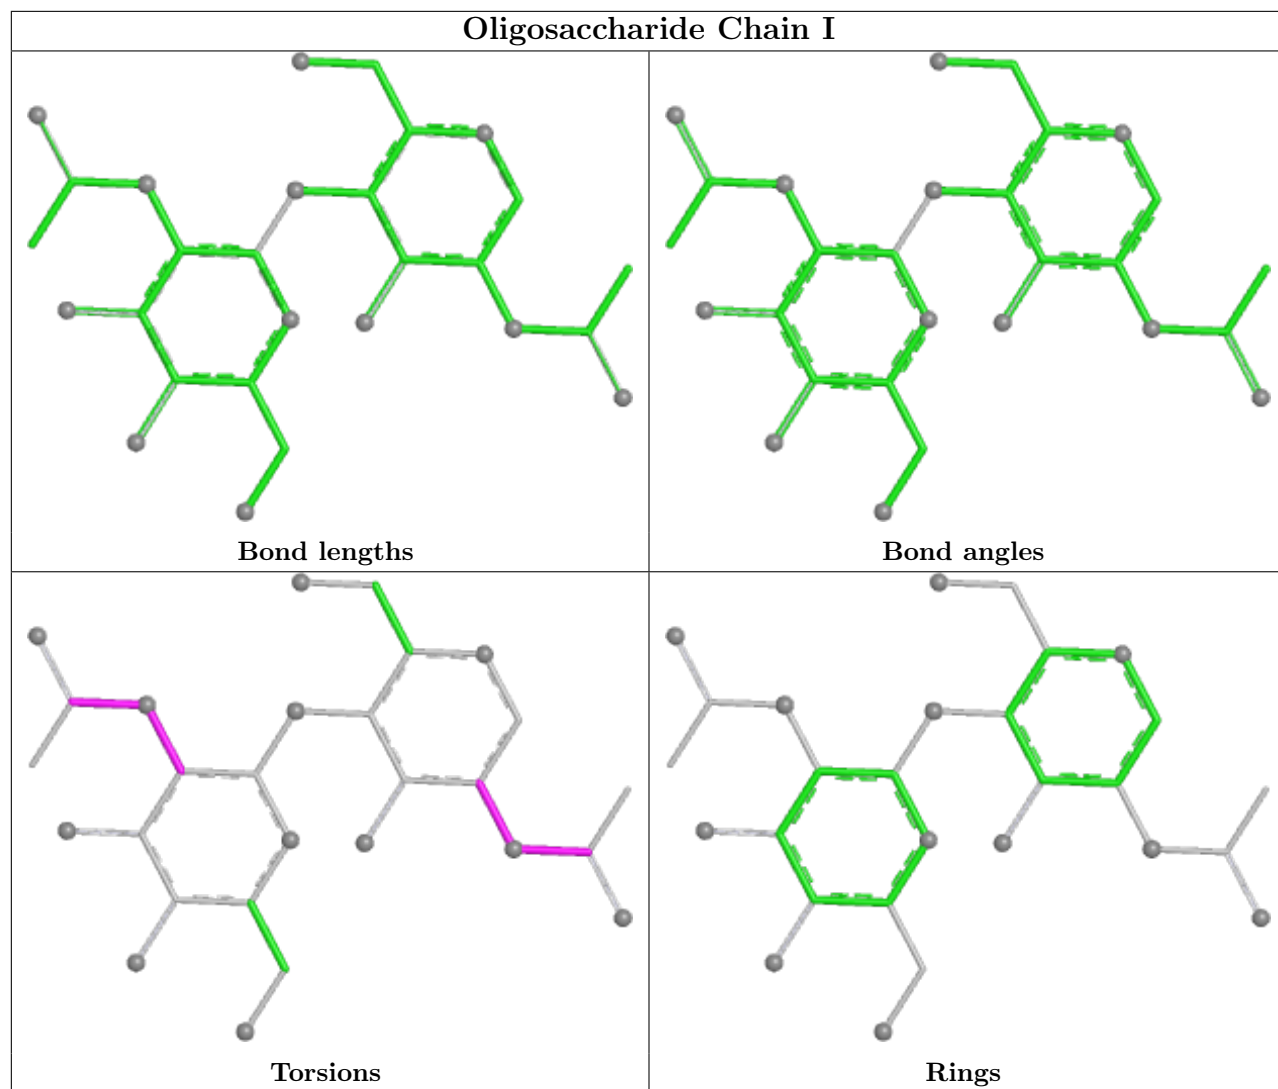 Oligosaccharide Chain I
Bond lengths
Bond angles
Torsions
Rings